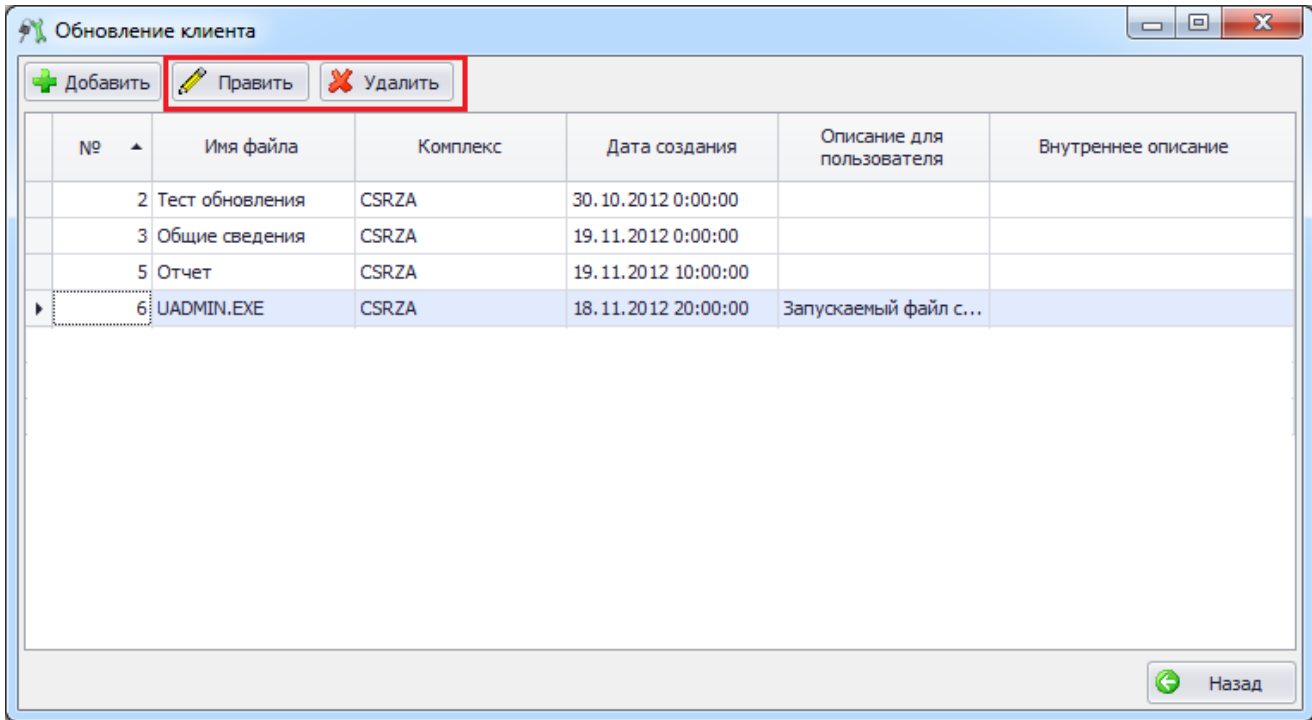 Обновление клиента
Добавить Править Удалить
№ Имя файла Комплекс Дата создания Описание для пользователя Внутреннее описание
2 Тест обновления CSRZA 30.10.2012 0:00:00
3 Общие сведения CSRZA 19.11.2012 0:00:00
5 Отчет CSRZA 19.11.2012 10:00:00
6 UADMIN.EXE CSRZA 18.11.2012 20:00:00 Запускаемый файл с...
Назад